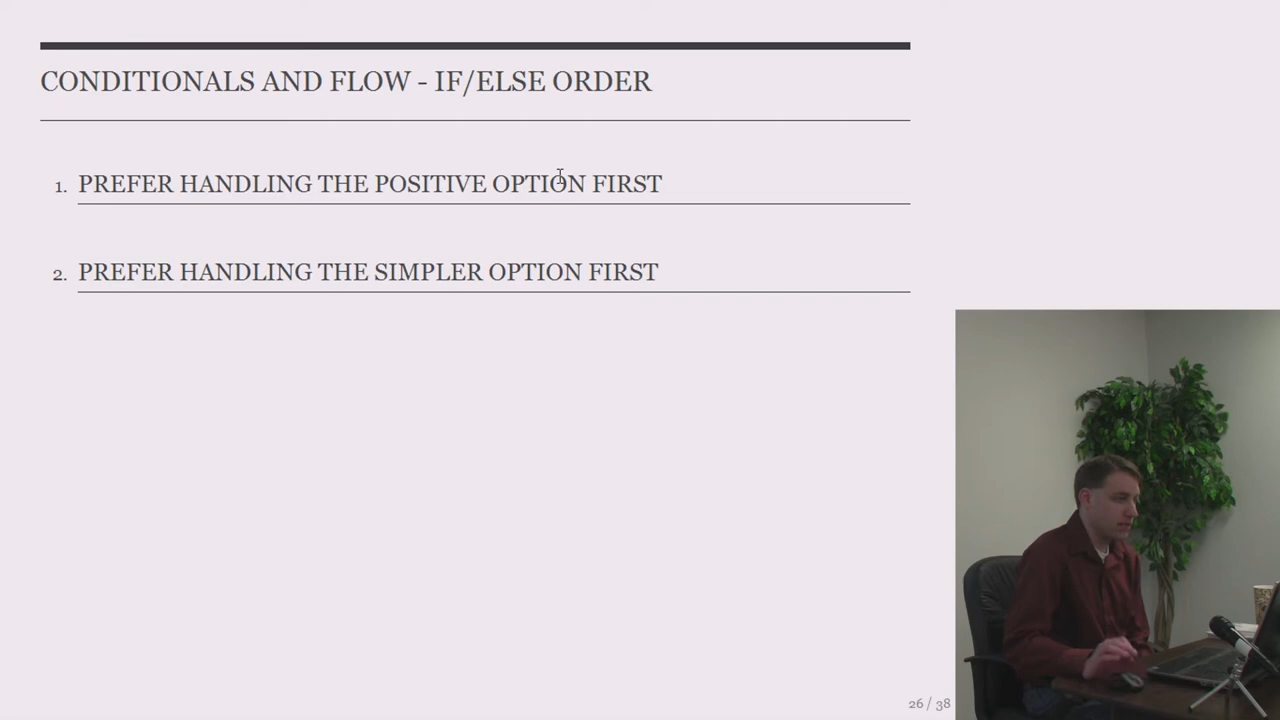 CONDITIONALS AND FLOW - IF/ELSE ORDER
1. PREFER HANDLING THE POSITIVE OPTION FIRST
2. PREFER HANDLING THE SIMPLER OPTION FIRST
26 / 38